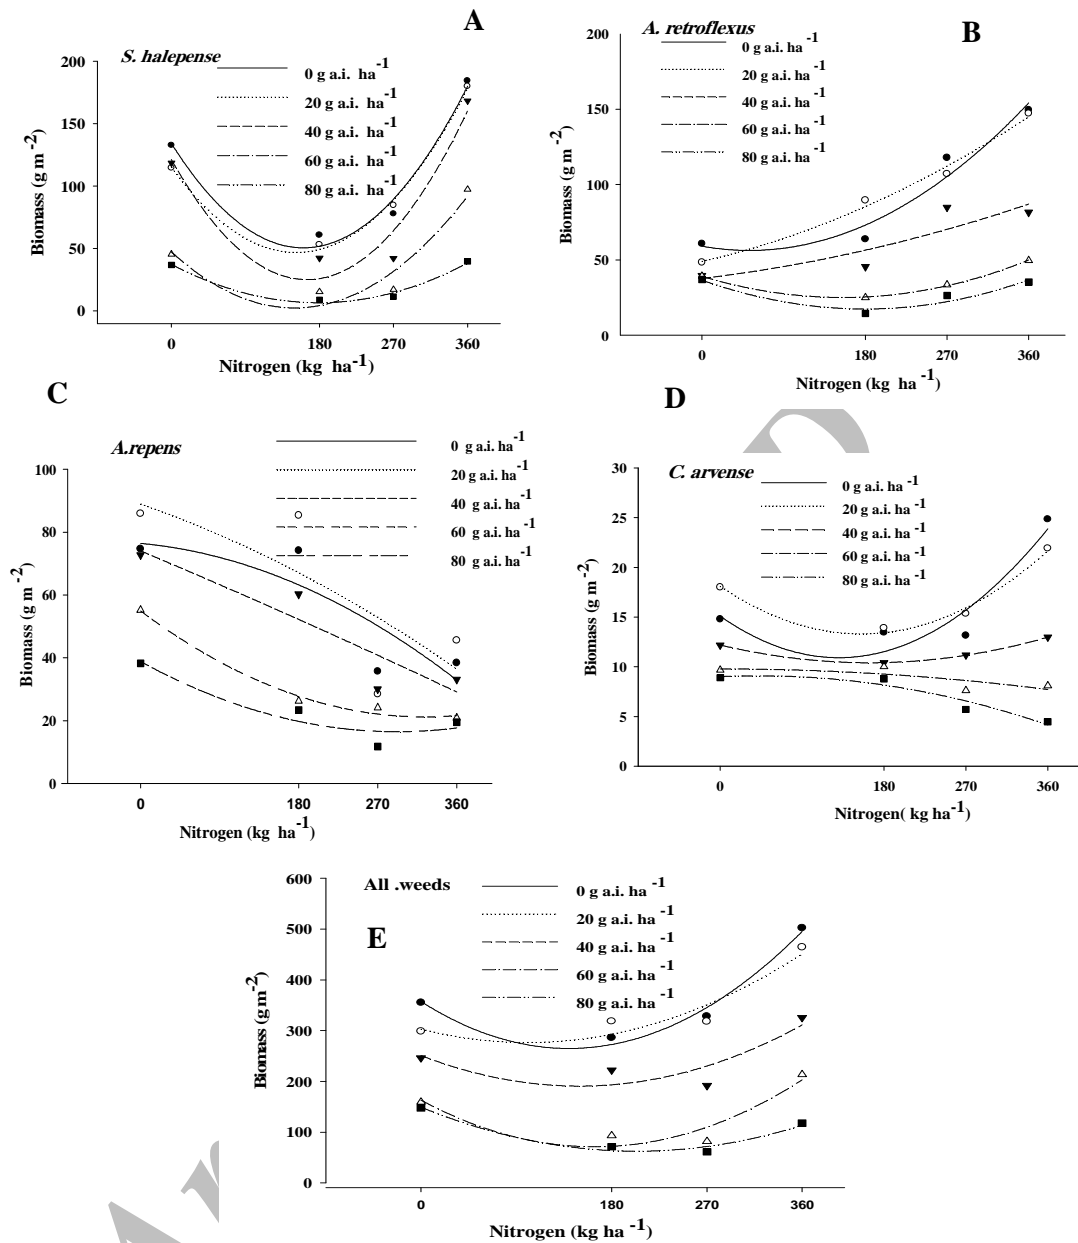 A
S. halepense
0 g a.i. ha-1
20 g a.i. ha-1
40 g a.i. ha-1
60 g a.i. ha-1
80 g a.i. ha-1
200
150
100
50
0
Biomass (g m-2)
0 180 270 360
Nitrogen (kg ha-1)
B
A. retroflexus
0 g a.i. ha-1
20 g a.i. ha-1
40 g a.i. ha-1
60 g a.i. ha-1
80 g a.i. ha-1
200
150
100
50
0
Biomass (g m-2)
0 180 270 360
Nitrogen (kg ha-1)
C
A.repens
0 g a.i. ha-1
20 g a.i. ha-1
40 g a.i. ha-1
60 g a.i. ha-1
80 g a.i. ha-1
100
80
60
40
20
0
Biomass (g m-2)
0 180 270 360
Nitrogen (kg ha-1)
D
C. arvense
0 g a.i. ha-1
20 g a.i. ha-1
40 g a.i. ha-1
60 g a.i. ha-1
80 g a.i. ha-1
30
25
20
15
10
5
0
Biomass (g m-2)
0 180 270 360
Nitrogen( kg ha-1)
All .weeds
E
0 g a.i. ha-1
20 g a.i. ha-1
40 g a.i. ha-1
60 g a.i. ha-1
80 g a.i. ha-1
600
500
400
300
200
100
0
Biomass (g m-2)
0 180 270 360
Nitrogen (kg ha-1)